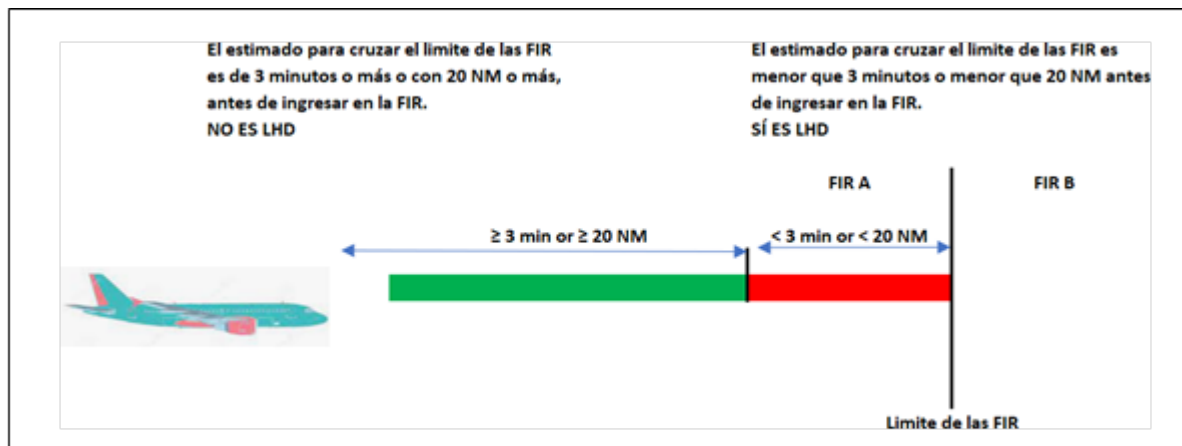 El estimado para cruzar el limite de las FIR
es de 3 minutos o más o con 20 NM o más,
antes de ingresar en la FIR.
NO ES LHD
El estimado para cruzar el limite de las FIR es
menor que 3 minutos o menor que 20 NM antes
de ingresar en la FIR.
SÍ ES LHD
FIR A
FIR B
≥ 3 min or ≥ 20 NM
< 3 min or < 20 NM
Limite de las FIR